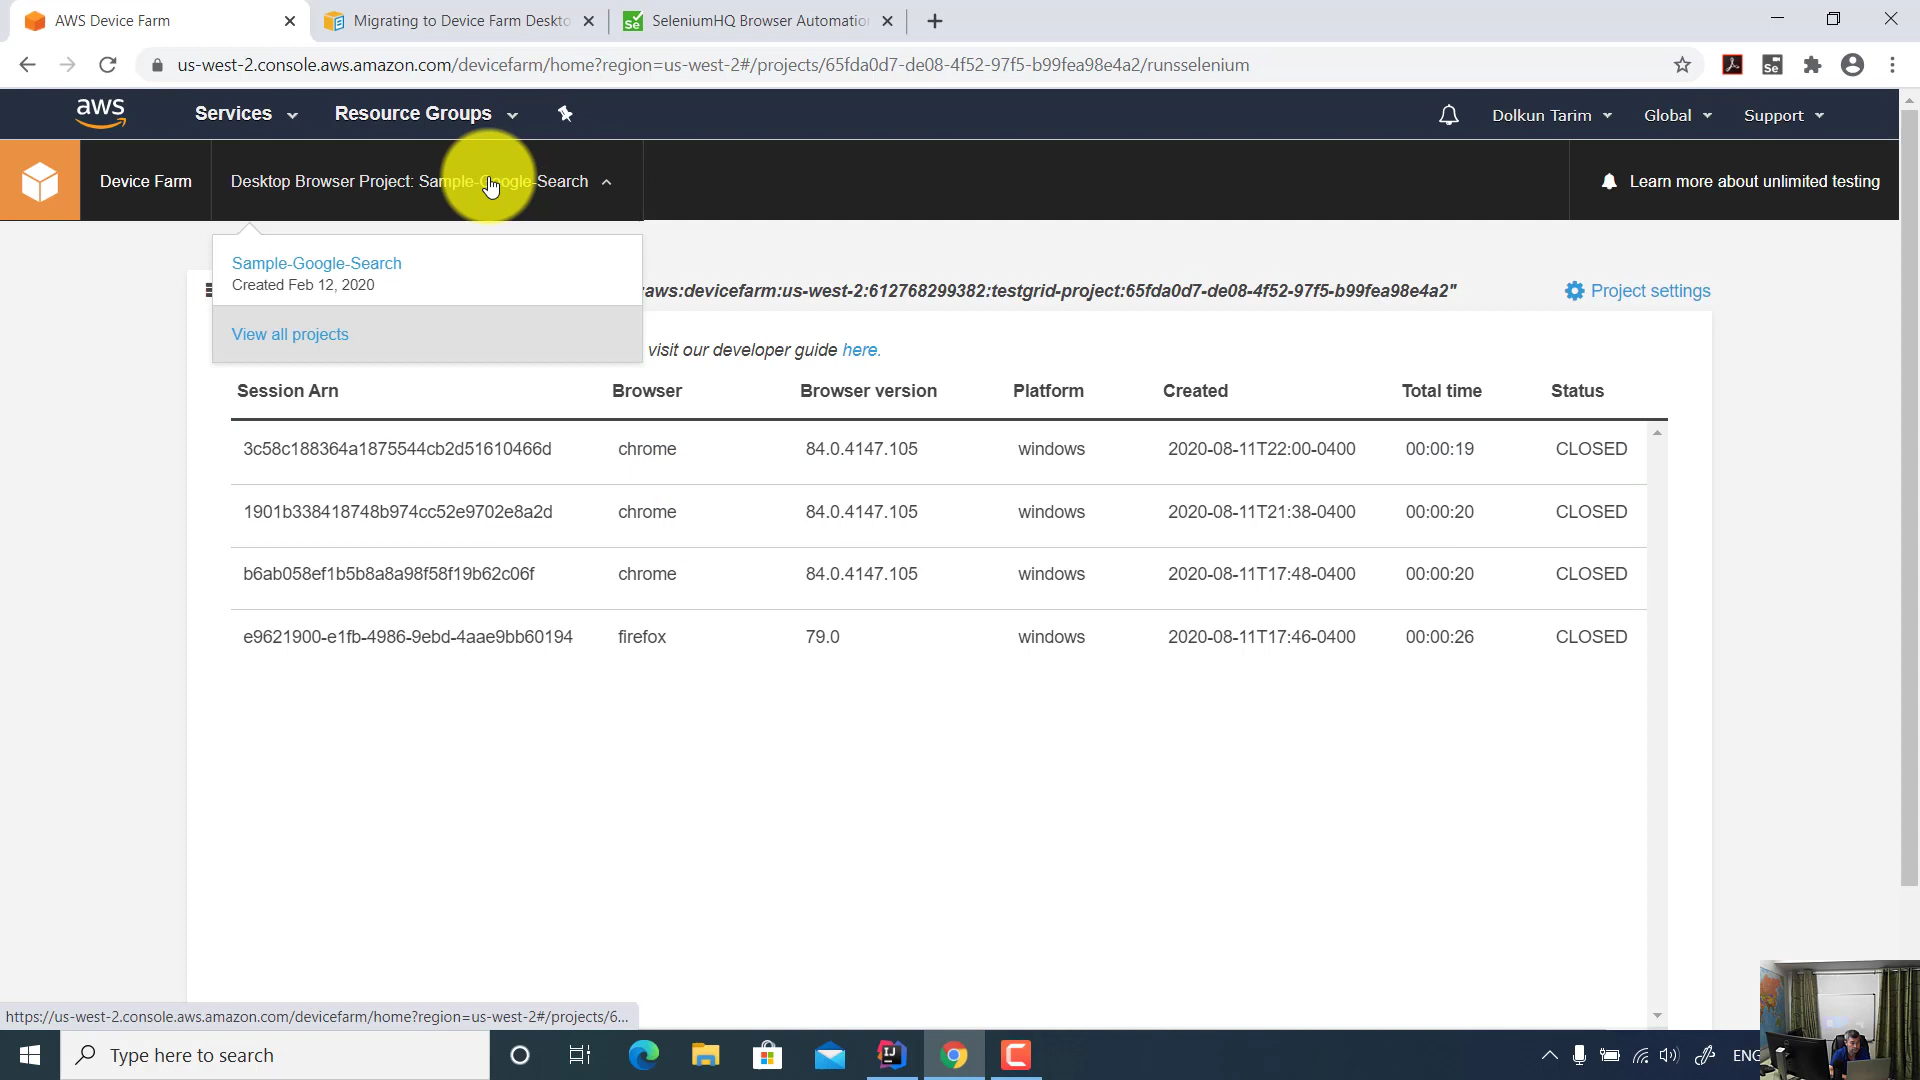 AWS Device Farm
Migrating to Device Farm Deskto
SeleniumHQ Browser Automatio
us-west-2.console.aws.amazon.com/devicefarm/home?region=us-west-2#/projects/65fda0d7-de08-4f52-97f5-b99fea98e4a2/runsselenium
aws Services Resource Groups Dolkun Tarim Global Support
Device Farm Desktop Browser Project: Sample-Google-Search Learn more about unlimited testing
Sample-Google-Search
Created Feb 12, 2020
:aws:devicefarm:us-west-2:612768299382:testgrid-project:65fda0d7-de08-4f52-97f5-b99fea98e4a2" Project settings
View all projects
visit our developer guide here.
Session Arn Browser Browser version Platform Created Total time Status
3c58c188364a1875544cb2d51610466d chrome 84.0.4147.105 windows 2020-08-11T22:00-0400 00:00:19 CLOSED
1901b338418748b974cc52e9702e8a2d chrome 84.0.4147.105 windows 2020-08-11T21:38-0400 00:00:20 CLOSED
b6ab058ef1b5b8a8a98f58f19b62c06f chrome 84.0.4147.105 windows 2020-08-11T17:48-0400 00:00:20 CLOSED
e9621900-e1fb-4986-9ebd-4aae9bb60194 firefox 79.0 windows 2020-08-11T17:46-0400 00:00:26 CLOSED
https://us-west-2.console.aws.amazon.com/devicefarm/home?region=us-west-2#/projects/6...
Type here to search
ENG